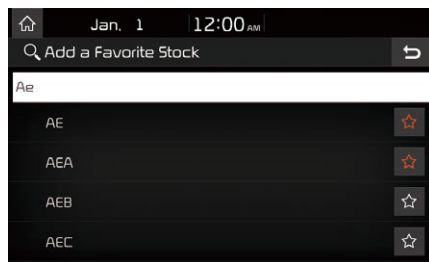 Jan. 1 12:00 AM
Add a Favorite Stock
Ae
AE
AEA
AEB
AEC